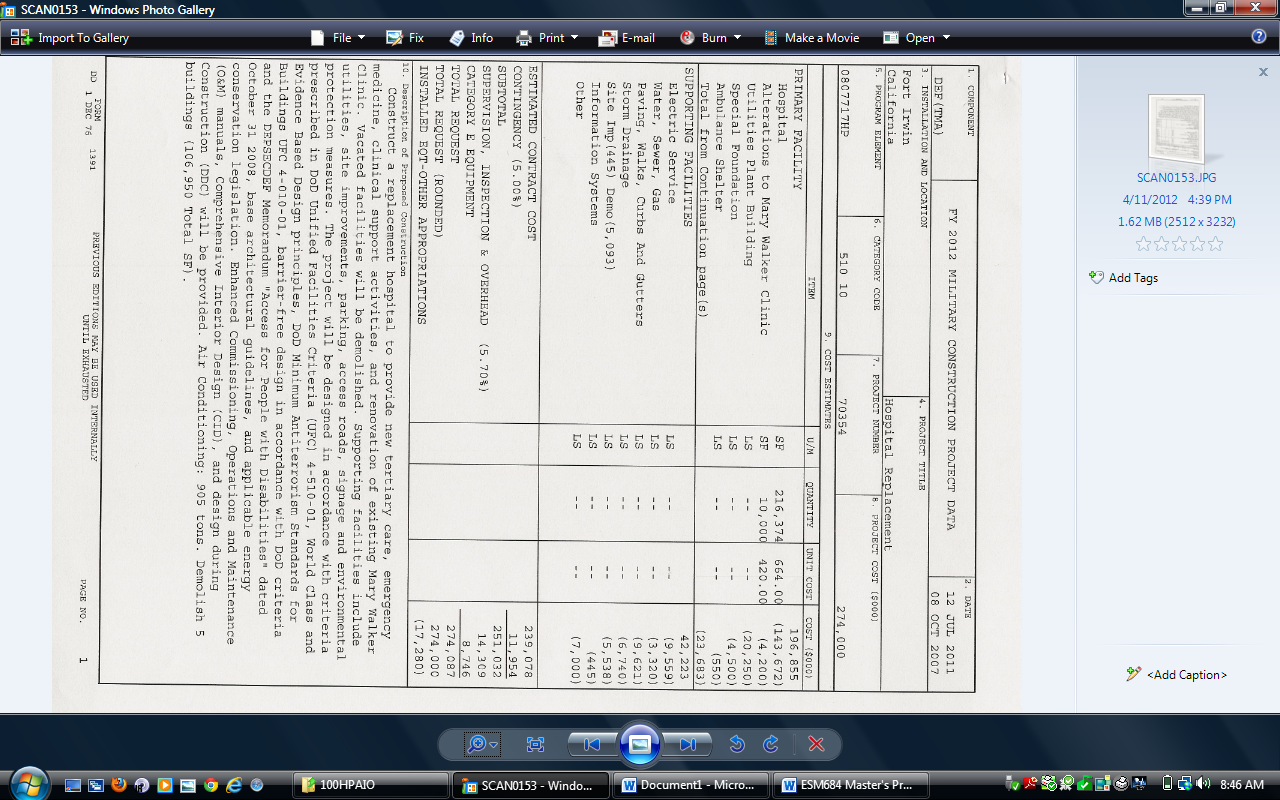 SCAN0153 - Windows Photo Gallery
Import To Gallery
File
Fix
Info
Print
E-mail
Burn
Make a Movie
Open
SCAN0153.JPG
4/11/2012 4:39 PM
1.62 MB (2512 x 3232)
Add Tags
<Add Caption>
1. COMPONENT
DEF(TMA)
FY 2012 MILITARY CONSTRUCTION PROJECT DATA
2. DATE
12 JUL 2011
08 OCT 2007
3. INSTALLATION AND LOCATION
Fort Irwin
California
4. PROJECT TITLE
Hospital Replacement
5. PROGRAM ELEMENT
0807717HP
6. CATEGORY CODE
510 10
7. PROJECT NUMBER
70354
8. PROJECT COST ($000)
274,000
9. COST ESTIMATES
ITEM U/M QUANTITY UNIT COST COST ($000)
PRIMARY FACILITY 196,855
Hospital SF 216,374 664.00 (143,672)
Alterations to Mary Walker Clinic SF 10,000 420.00 (4,200)
Utilities Plant Building LS -- -- (20,250)
Special Foundation LS -- -- (4,500)
Ambulance Shelter LS -- -- (550)
Total from Continuation page(s) (23,683)
SUPPORTING FACILITIES 42,223
Electric Service LS -- -- (9,559)
Water, Sewer, Gas LS -- -- (3,320)
Paving, Walks, Curbs And Gutters LS -- -- (9,621)
Storm Drainage LS -- -- (6,740)
Site Imp(445) Demo(5,093) LS -- -- (5,538)
Information Systems LS -- -- (445)
Other LS -- -- (7,000)
ESTIMATED CONTRACT COST 239,078
CONTINGENCY (5.00%) 11,954
SUBTOTAL 251,032
SUPERVISION, INSPECTION & OVERHEAD (5.70%) 14,309
CATEGORY E EQUIPMENT 8,746
TOTAL REQUEST 274,087
TOTAL REQUEST (ROUNDED) 274,000
INSTALLED EQT-OTHER APPROPRIATIONS (17,280)
10. Description of Proposed Construction
Construct a replacement hospital to provide new tertiary care, emergency
medicine, clinical support activities, and renovation of existing Mary Walker
Clinic. Vacated facilities will be demolished. Supporting facilities include
utilities, site improvements, parking, access roads, signage and environmental
protection measures. The project will be designed in accordance with criteria
prescribed in DoD Unified Facilities Criteria (UFC) 4-510-01, World Class and
Evidence Based Design principles, DoD Minimum Antiterrorism Standards for
Buildings UFC 4-010-01, barrier-free design in accordance with DoD criteria
and the DEPSECDEF Memorandum "Access for People with Disabilities" dated
October 31 2008, base architectural guidelines, and applicable energy
conservation legislation. Enhanced Commissioning, Operations and Maintenance
(O&M) manuals, Comprehensive Interior Design (CID), and design during
Construction (DDC) will be provided. Air Conditioning: 905 tons. Demolish 5
buildings (106,950 Total SF).
DD FORM 1391
1 DEC 76
PREVIOUS EDITIONS MAY BE USED INTERNALLY
UNTIL EXHAUSTED
PAGE NO. 1
100HPAIO
SCAN0153 - Windo...
Document1 - Micro...
ESM684 Master's Pr...
8:46 AM